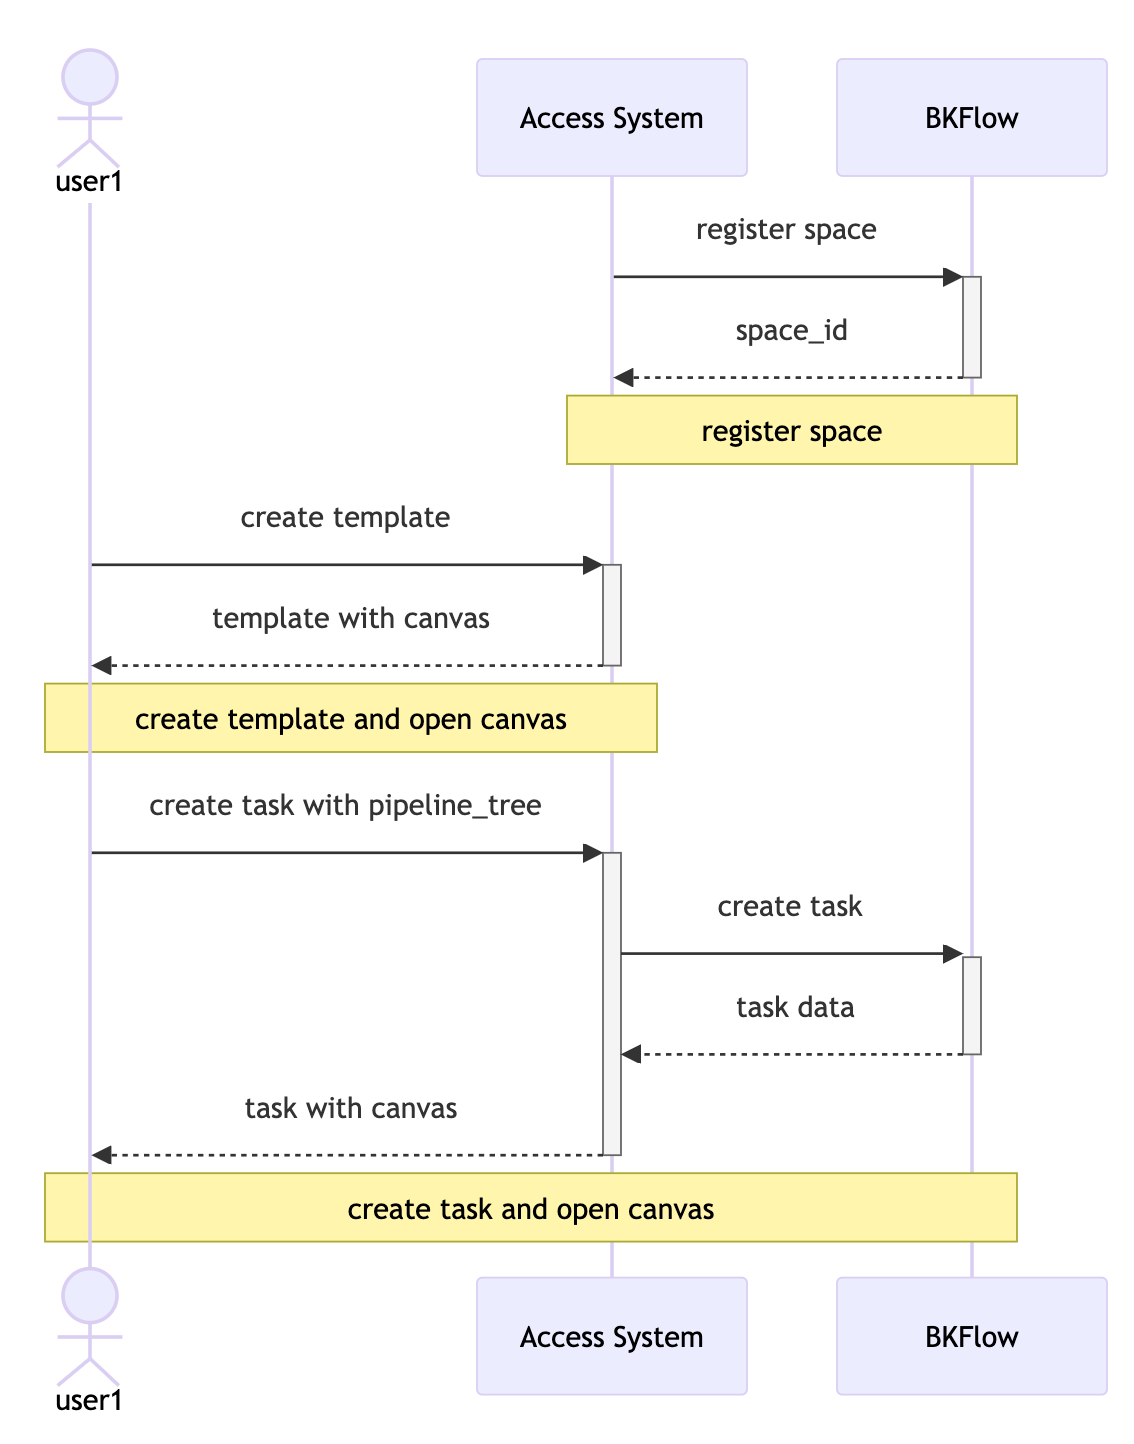 user1
Access System
BKFlow
register space
space_id
register space
create template
template with canvas
create template and open canvas
create task with pipeline_tree
create task
task data
task with canvas
create task and open canvas
user1
Access System
BKFlow